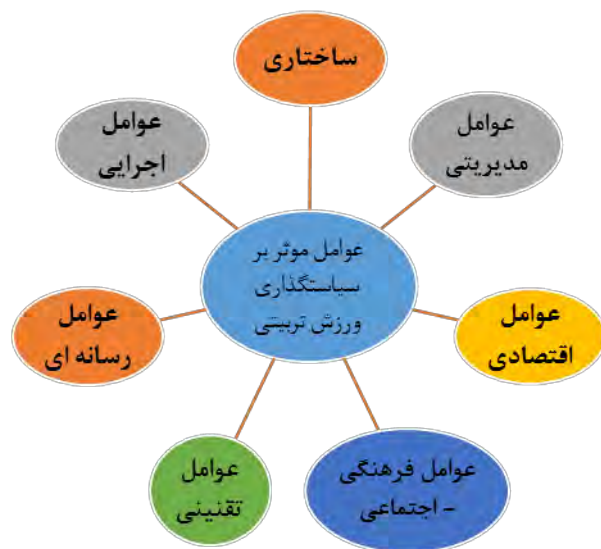 ساختاری
عوامل
مدیریتی
عوامل
اقتصادی
عوامل فرهنگی
- اجتماعی
عوامل
تقنینی
عوامل
رسانه ای
عوامل
اجرایی
عوامل موثر بر
سیاستگذاری
ورزش تربیتی